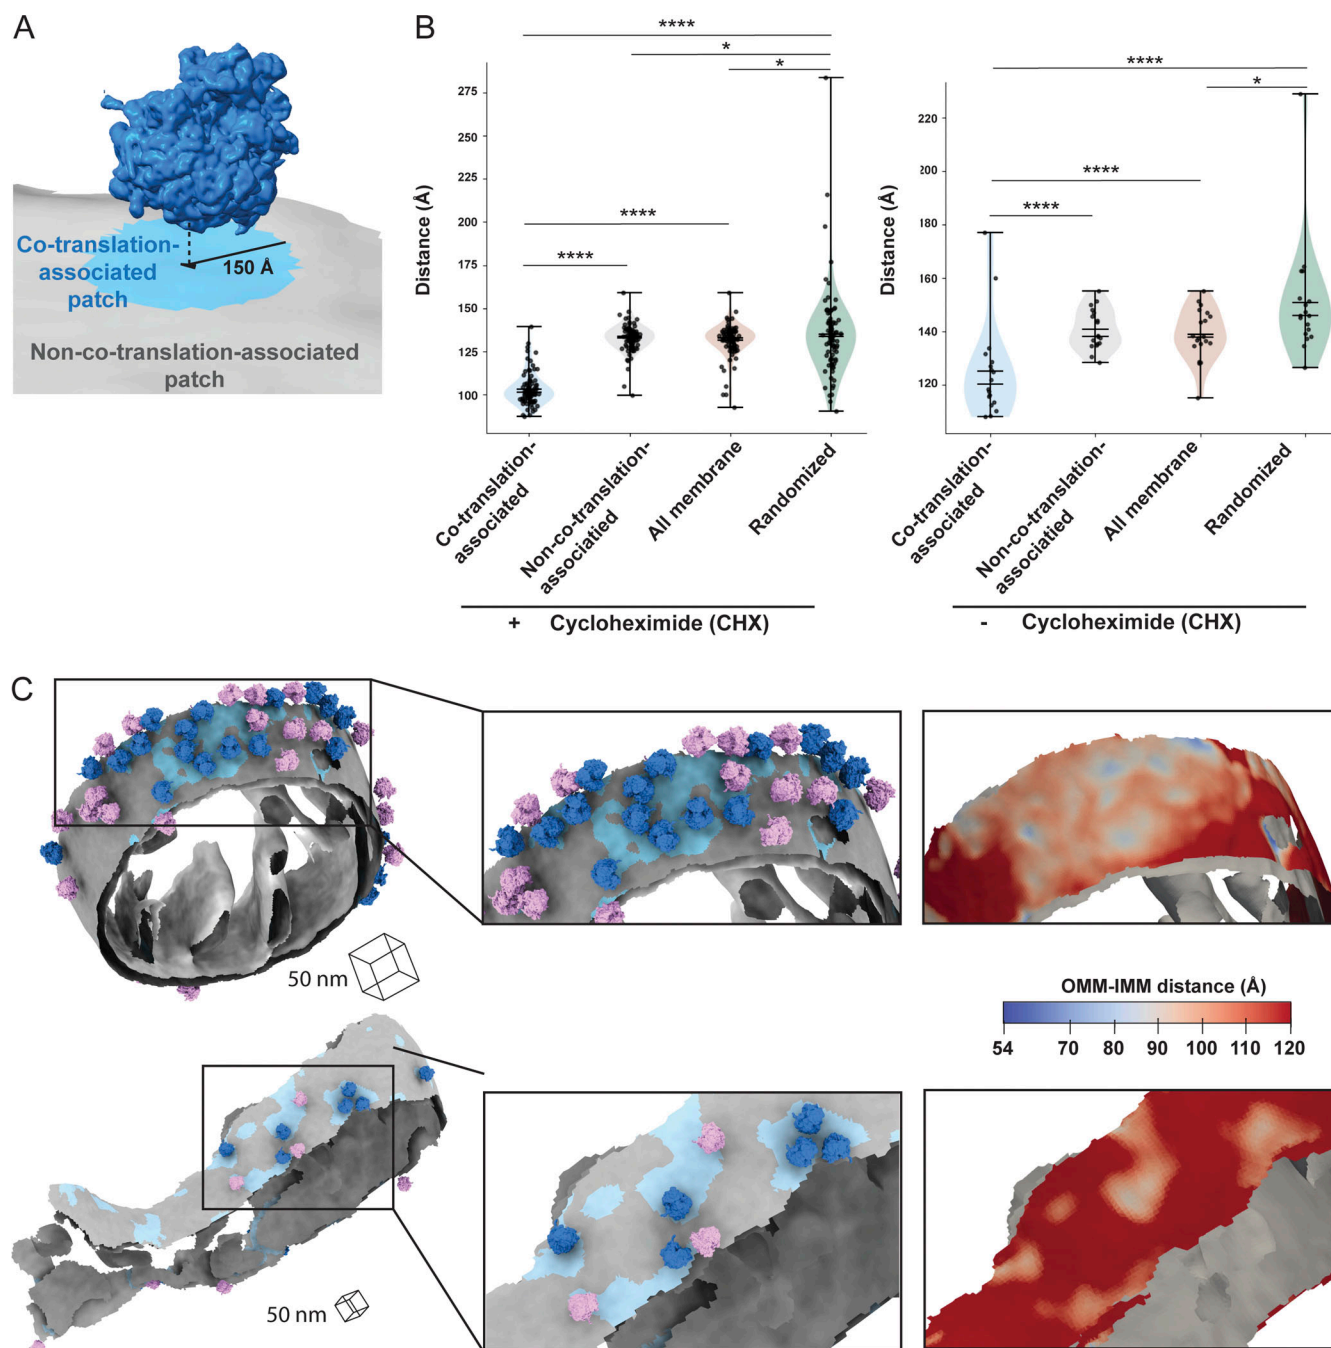 A
Co-translation-
associated
patch
150 Å
Non-co-translation-associated
patch
B
Distance (Å)
275
250
225
200
175
150
125
100
****
*
*
****
****
Co-translation-
associated
Non-co-translation-
associatied
All membrane
Randomized
+ Cycloheximide (CHX)
Distance (Å)
220
200
180
160
140
120
****
*
****
****
Co-translation-
associated
Non-co-translation-
associatied
All membrane
Randomized
- Cycloheximide (CHX)
C
50 nm
OMM-IMM distance (Å)
54 70 80 90 100 110 120
50 nm